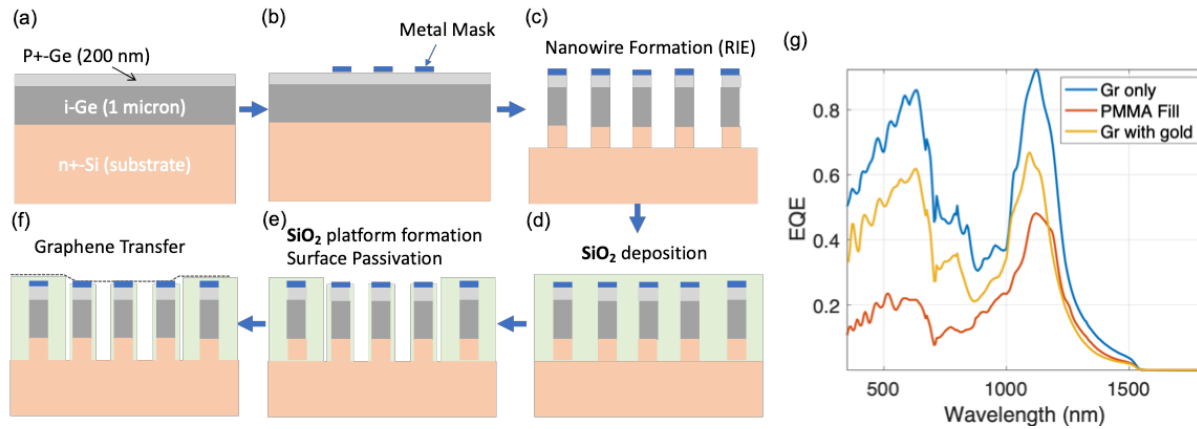 (a)
P+-Ge (200 nm)
i-Ge (1 micron)
n+-Si (substrate)
(b)
Metal Mask
(c)
Nanowire Formation (RIE)
(d)
SiO2 deposition
(e)
SiO2 platform formation
Surface Passivation
(f)
Graphene Transfer
(g)
Gr only
PMMA Fill
Gr with gold
EQE
0.8
0.6
0.4
0.2
500
1000
1500
Wavelength (nm)